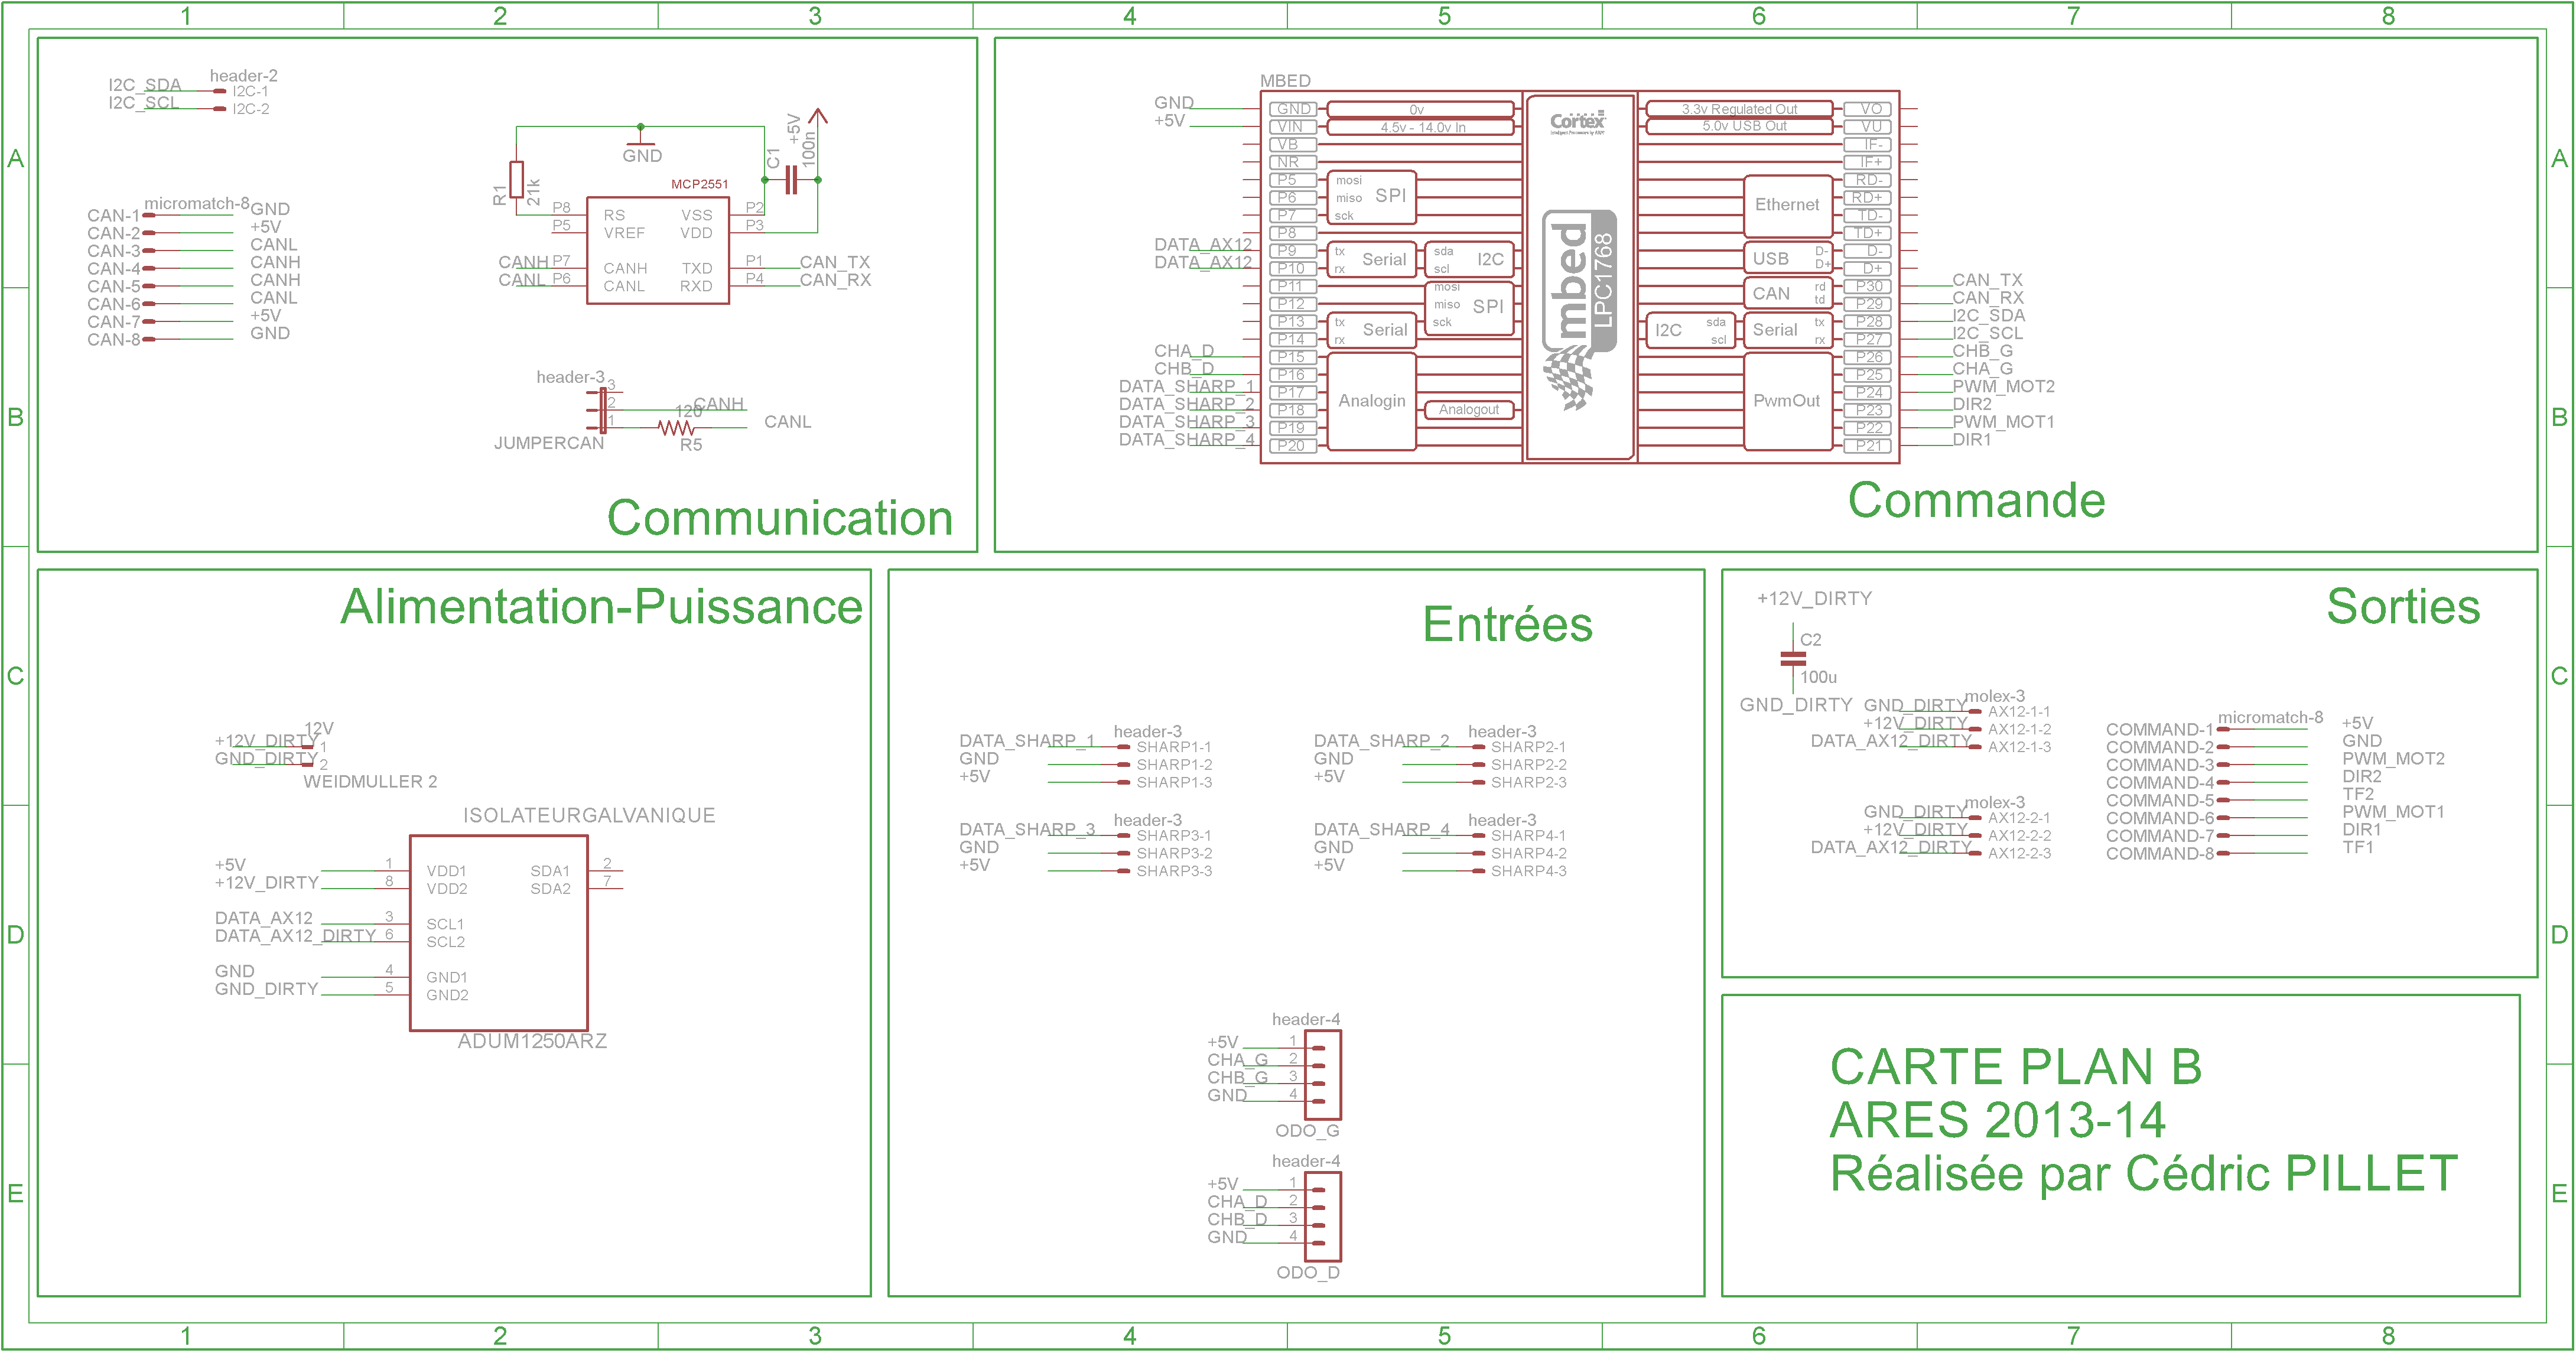 1 2 3 4 5 6 7 8
A
B
C
D
E
A
B
C
D
E
header-2
I2C_SDA I2C-1
I2C_SCL I2C-2
micromatch-8
CAN-1 GND
CAN-2 +5V
CAN-3 CANL
CAN-4 CANH
CAN-5 CANH
CAN-6 CANL
CAN-7 +5V
CAN-8 GND
GND
+5V
C1
100n
R1
21k
MCP2551
P8 RS VSS P2
P5 VREF VDD P3
CANH P7 CANH TXD P1 CAN_TX
CANL P6 CANL RXD P4 CAN_RX
header-3
3
2 CANH
1 120 CANL
JUMPERCAN R5
Communication
MBED
GND GND 0v 3.3v Regulated Out VO
+5V VIN 4.5v - 14.0v In 5.0v USB Out VU
VB IF-
NR IF+
P5 mosi RD-
P6 miso SPI Ethernet RD+
P7 sck TD-
P8 TD+
DATA_AX12 P9 tx Serial sda I2C USB D- D-
DATA_AX12 P10 rx scl D+ D+
P11 mosi CAN rd P30 CAN_TX
P12 miso SPI td P29 CAN_RX
P13 tx Serial sck I2C sda Serial tx P28 I2C_SDA
P14 rx scl rx P27 I2C_SCL
CHA_D P15 P26 CHB_G
CHB_D P16 P25 CHA_G
DATA_SHARP_1 P17 Analogin PwmOut P24 PWM_MOT2
DATA_SHARP_2 P18 Analogout P23 DIR2
DATA_SHARP_3 P19 P22 PWM_MOT1
DATA_SHARP_4 P20 P21 DIR1
Cortex
mbed
LPC1768
Commande
Alimentation-Puissance
12V
+12V_DIRTY 1
GND_DIRTY 2
WEIDMULLER 2
ISOLATEURGALVANIQUE
+5V 1 VDD1 SDA1 2
+12V_DIRTY 8 VDD2 SDA2 7
DATA_AX12 3 SCL1
DATA_AX12_DIRTY 6 SCL2
GND 4 GND1
GND_DIRTY 5 GND2
ADUM1250ARZ
Entrées
header-3
DATA_SHARP_1 SHARP1-1
GND SHARP1-2
+5V SHARP1-3
header-3
DATA_SHARP_2 SHARP2-1
GND SHARP2-2
+5V SHARP2-3
header-3
DATA_SHARP_3 SHARP3-1
GND SHARP3-2
+5V SHARP3-3
header-3
DATA_SHARP_4 SHARP4-1
GND SHARP4-2
+5V SHARP4-3
header-4
+5V 1
CHA_G 2
CHB_G 3
GND 4
ODO_G
header-4
+5V 1
CHA_D 2
CHB_D 3
GND 4
ODO_D
Sorties
+12V_DIRTY
C2
100u
GND_DIRTY
molex-3
GND_DIRTY AX12-1-1
+12V_DIRTY AX12-1-2
DATA_AX12_DIRTY AX12-1-3
molex-3
GND_DIRTY AX12-2-1
+12V_DIRTY AX12-2-2
DATA_AX12_DIRTY AX12-2-3
micromatch-8
COMMAND-1 +5V
COMMAND-2 GND
COMMAND-3 PWM_MOT2
COMMAND-4 DIR2
COMMAND-5 TF2
COMMAND-6 PWM_MOT1
COMMAND-7 DIR1
COMMAND-8 TF1
CARTE PLAN B
ARES 2013-14
Réalisée par Cédric PILLET
1 2 3 4 5 6 7 8